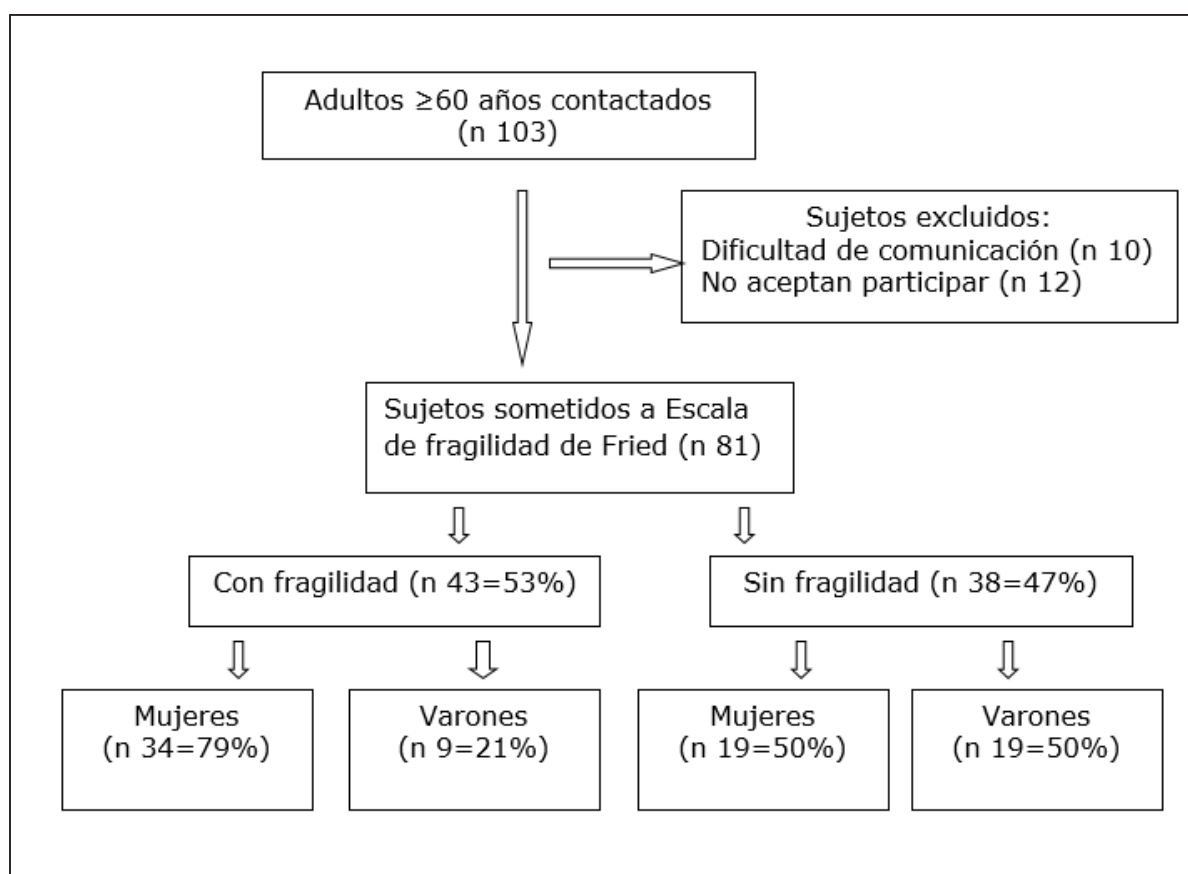 Adultos ≥60 años contactados
(n 103)
Sujetos excluidos:
Dificultad de comunicación (n 10)
No aceptan participar (n 12)
Sujetos sometidos a Escala
de fragilidad de Fried (n 81)
Con fragilidad (n 43=53%)
Sin fragilidad (n 38=47%)
Mujeres
(n 34=79%)
Varones
(n 9=21%)
Mujeres
(n 19=50%)
Varones
(n 19=50%)